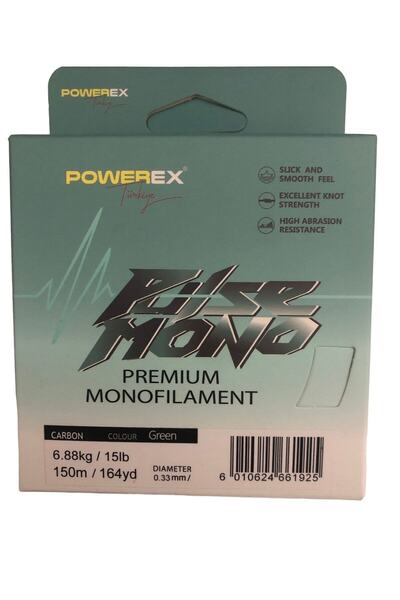 POWEREX
Türkiye
POWEREX
Türkiye
SLICK AND
SMOOTH FEEL
EXCELLENT KNOT
STRENGTH
HIGH ABRASION
RESISTANCE
Pulse
MONO
PREMIUM
MONOFILAMENT
CARBON COLOUR Green
6.88kg / 15lb
150m / 164yd
DIAMETER
0.33mm/
6 010624 661925